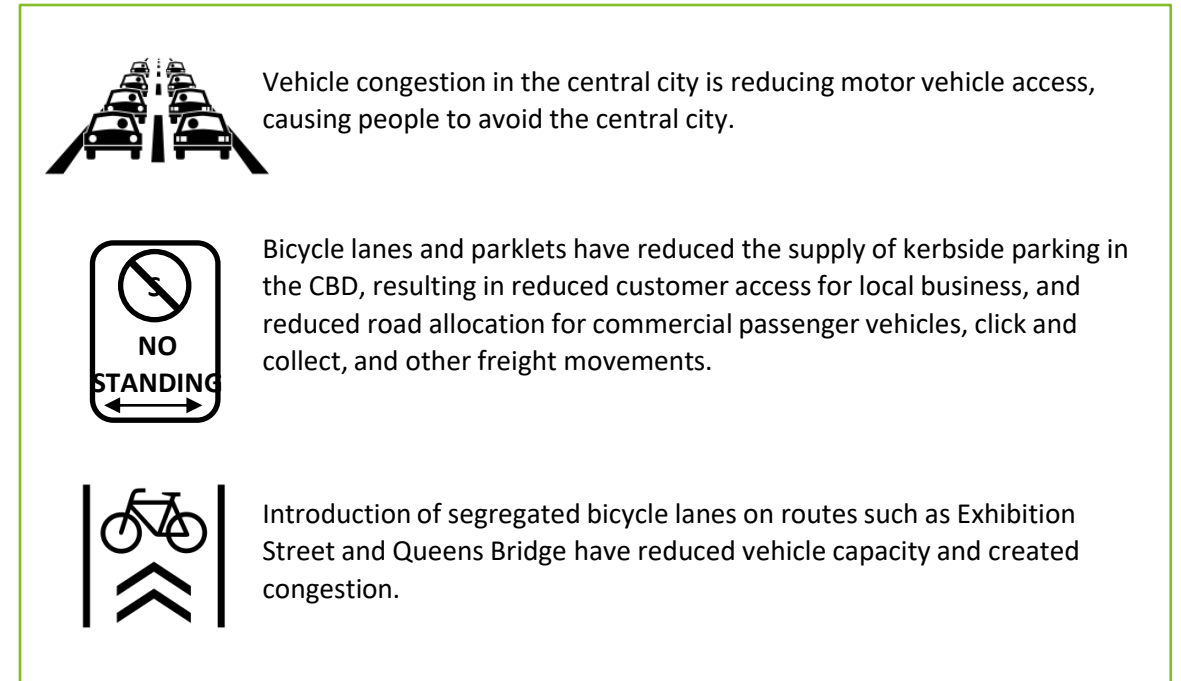 Vehicle congestion in the central city is reducing motor vehicle access,
causing people to avoid the central city.
S
NO
STANDING
Bicycle lanes and parklets have reduced the supply of kerbside parking in
the CBD, resulting in reduced customer access for local business, and
reduced road allocation for commercial passenger vehicles, click and
collect, and other freight movements.
Introduction of segregated bicycle lanes on routes such as Exhibition
Street and Queens Bridge have reduced vehicle capacity and created
congestion.